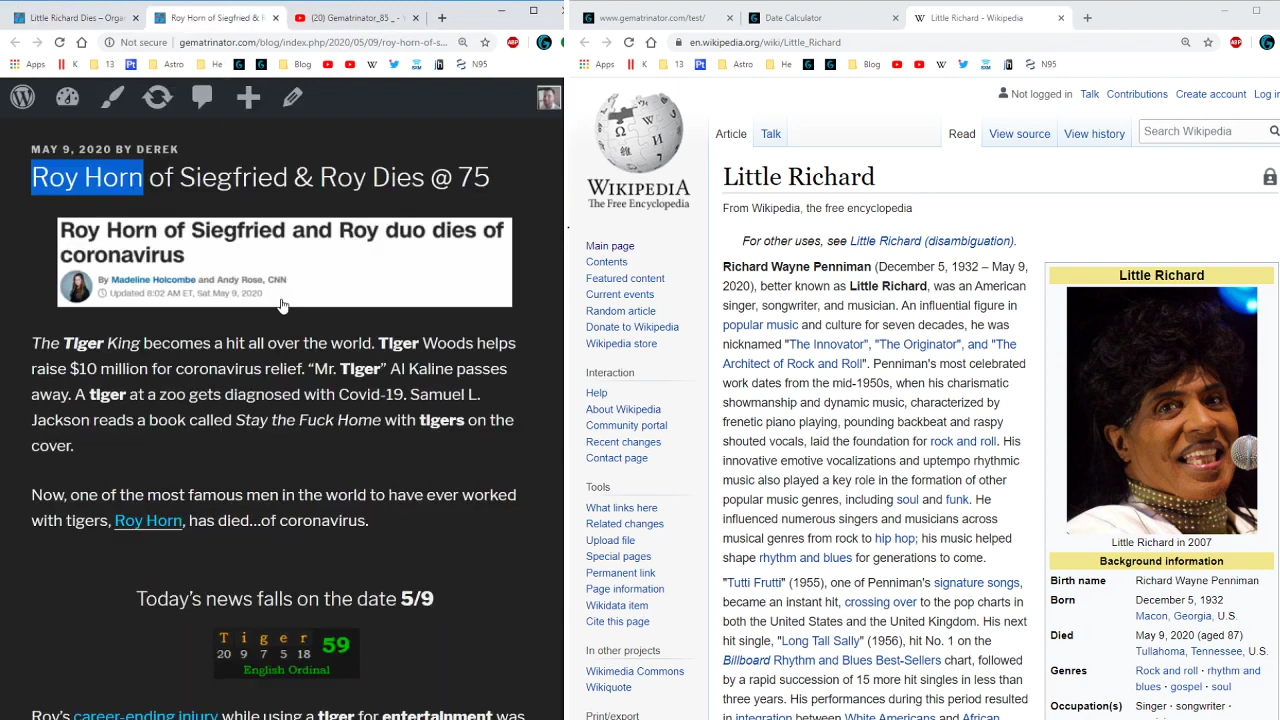 Little Richard Dies – Orga
Roy Horn of Siegfried & R
(20) Gematrinator_85 _ -
Not secure
gematrinator.com/blog/index.php/2020/05/09/roy-horn-of-s...
Apps
K
13
Pt
Astro
He
Blog
N95
MAY 9, 2020 BY DEREK
Roy Horn of Siegfried & Roy Dies @ 75
Roy Horn of Siegfried and Roy duo dies of
coronavirus
By Madeline Holcombe and Andy Rose, CNN
Updated 8:02 AM ET, Sat May 9, 2020
The TIger King becomes a hit all over the world. TIger Woods helps
raise $10 million for coronavirus relief. “Mr. TIger” Al Kaline passes
away. A tiger at a zoo gets diagnosed with Covid-19. Samuel L.
Jackson reads a book called Stay the Fuck Home with tigers on the
cover.
Now, one of the most famous men in the world to have ever worked
with tigers, Roy Horn, has died…of coronavirus.
Today’s news falls on the date 5/9
T i g e r 59
20 9 7 5 18
English Ordinal
Roy’s career-ending injury while using a tiger for entertainment was
www.gematrinator.com/test/
Date Calculator
Little Richard - Wikipedia
en.wikipedia.org/wiki/Little_Richard
Apps
K
13
Pt
Astro
He
Blog
N95
WIKIPEDIA
The Free Encyclopedia
Main page
Contents
Featured content
Current events
Random article
Donate to Wikipedia
Wikipedia store
Interaction
Help
About Wikipedia
Community portal
Recent changes
Contact page
Tools
What links here
Related changes
Upload file
Special pages
Permanent link
Page information
Wikidata item
Cite this page
In other projects
Wikimedia Commons
Wikiquote
Print/export
Not logged in Talk Contributions Create account Log in
Article Talk Read View source View history Search Wikipedia
Little Richard
From Wikipedia, the free encyclopedia
For other uses, see Little Richard (disambiguation).
Richard Wayne Penniman (December 5, 1932 – May 9,
2020), better known as Little Richard, was an American
singer, songwriter, and musician. An influential figure in
popular music and culture for seven decades, he was
nicknamed "The Innovator", "The Originator", and "The
Architect of Rock and Roll". Penniman's most celebrated
work dates from the mid-1950s, when his charismatic
showmanship and dynamic music, characterized by
frenetic piano playing, pounding backbeat and raspy
shouted vocals, laid the foundation for rock and roll. His
innovative emotive vocalizations and uptempo rhythmic
music also played a key role in the formation of other
popular music genres, including soul and funk. He
influenced numerous singers and musicians across
musical genres from rock to hip hop; his music helped
shape rhythm and blues for generations to come.
"Tutti Frutti" (1955), one of Penniman's signature songs,
became an instant hit, crossing over to the pop charts in
both the United States and the United Kingdom. His next
hit single, "Long Tall Sally" (1956), hit No. 1 on the
Billboard Rhythm and Blues Best-Sellers chart, followed
by a rapid succession of 15 more hit singles in less than
three years. His performances during this period resulted
in integration between White Americans and African
Little Richard
Little Richard in 2007
Background information
Birth name Richard Wayne Penniman
Born December 5, 1932
Macon, Georgia, U.S.
Died May 9, 2020 (aged 87)
Tullahoma, Tennessee, U.S.
Genres Rock and roll · rhythm and
blues · gospel · soul
Occupation(s) Singer · songwriter ·